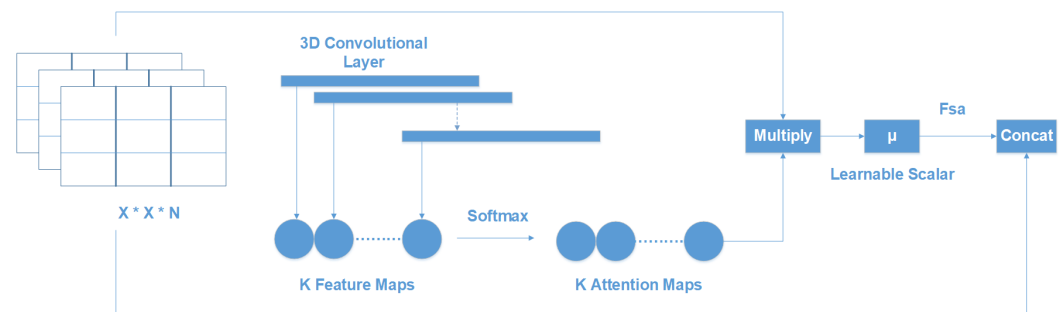 3D Convolutional
Layer
Fsa
Multiply
μ
Concat
Learnable Scalar
X * X * N
Softmax
K Feature Maps
K Attention Maps